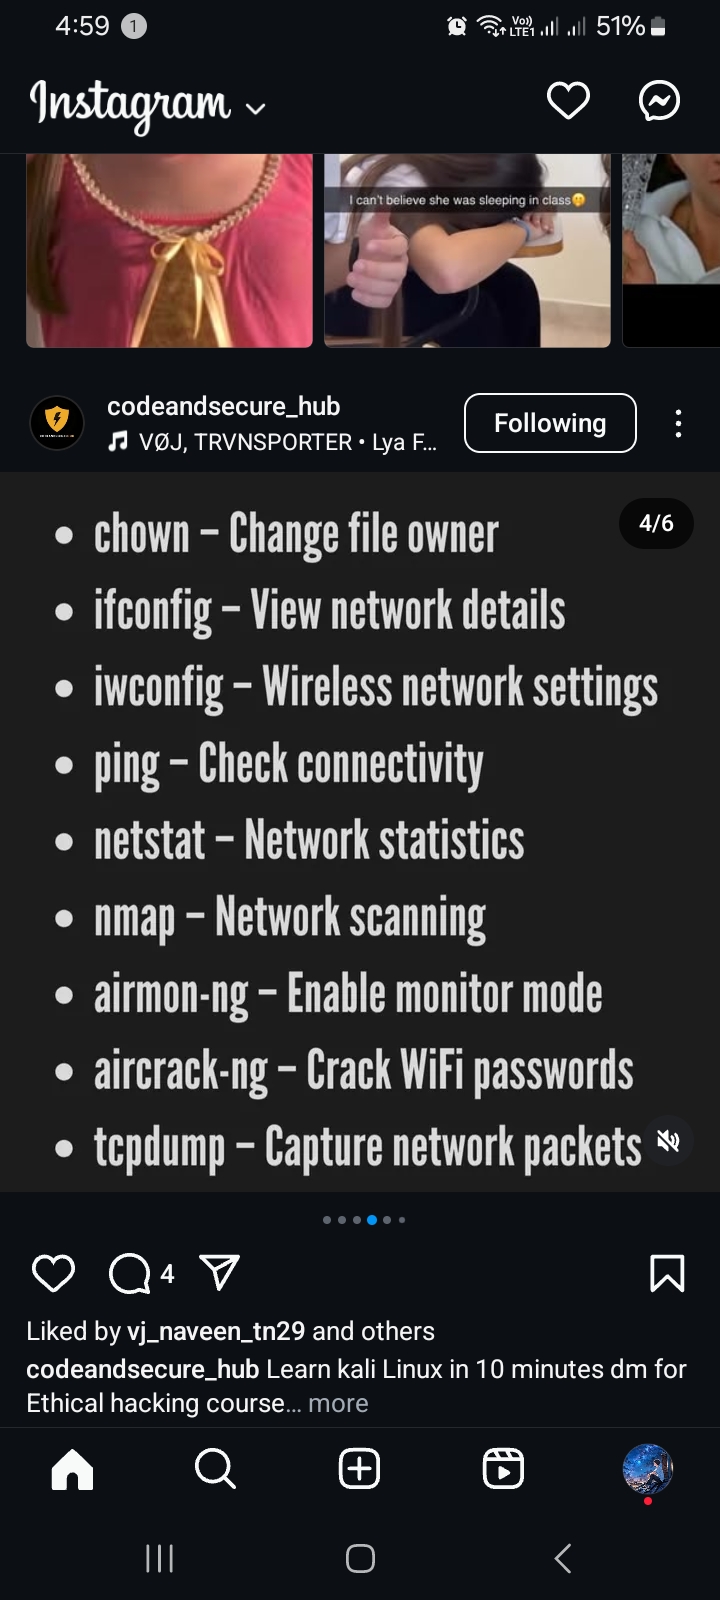 4:59 1 Vo)) LTE1 51%
Instagram
I can't believe she was sleeping in class🤭
codeandsecure_hub
VØJ, TRVNSPORTER • Lya F...
Following
4/6
• chown – Change file owner
• ifconfig – View network details
• iwconfig – Wireless network settings
• ping – Check connectivity
• netstat – Network statistics
• nmap – Network scanning
• airmon-ng – Enable monitor mode
• aircrack-ng – Crack WiFi passwords
• tcpdump – Capture network packets
4
Liked by vj_naveen_tn29 and others
codeandsecure_hub Learn kali Linux in 10 minutes dm for
Ethical hacking course... more